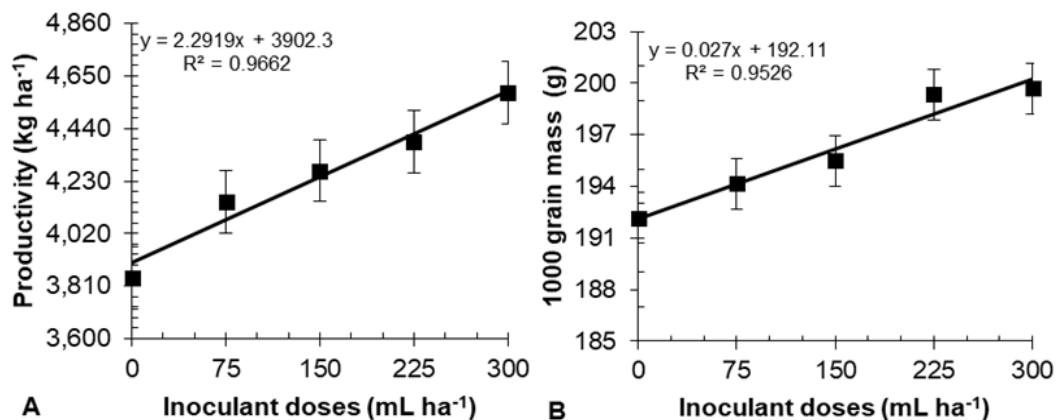 y = 2.2919x + 3902.3
R² = 0.9662
Productivity (kg ha⁻¹)
4,860
4,650
4,440
4,230
4,020
3,810
3,600
0 75 150 225 300
A Inoculant doses (mL ha⁻¹)
y = 0.027x + 192.11
R² = 0.9526
1000 grain mass (g)
203
200
197
194
191
188
185
0 75 150 225 300
B Inoculant doses (mL ha⁻¹)